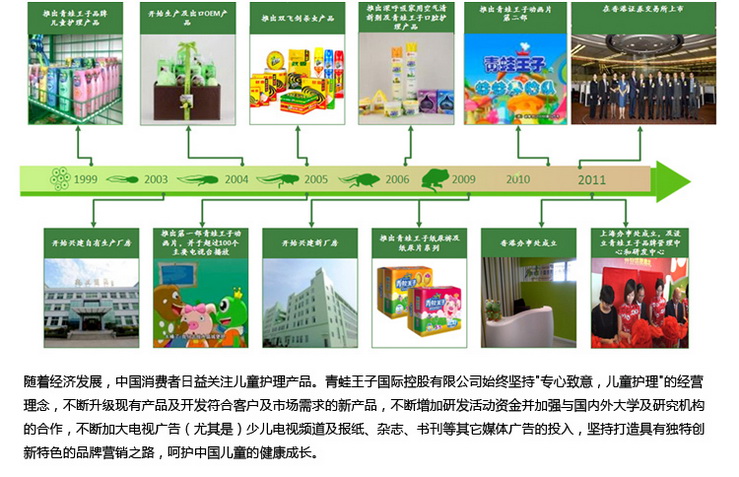 推出青蛙王子品牌
儿童护理产品
开始生产及出口OEM产
品
推出双飞剑杀虫产品
推出深呼吸家用空气清
新剂及青蛙王子口腔护
理产品
推出青蛙王子动画片
第二部
在香港证券交易所上市
青蛙王子
1999
2003
2004
2005
2006
2009
2010
2011
开始兴建自有生产厂房
推出第一部青蛙王子动
画片，并于超过100个
主要电视台播放
开始兴建新厂房
推出青蛙王子纸尿裤及
纸尿片系列
香港办事处成立
上海办事处成立，及设
立青蛙王子品牌管理中
心和研发中心
青蛙王子
随着经济发展，中国消费者日益关注儿童护理产品。青蛙王子国际控股有限公司始终坚持"专心致意，儿童护理"的经营
理念，不断升级现有产品及开发符合客户及市场需求的新产品，不断增加研发活动资金并加强与国内外大学及研究机构
的合作，不断加大电视广告（尤其是）少儿电视频道及报纸、杂志、书刊等其它媒体广告的投入，坚持打造具有独特创
新特色的品牌营销之路，呵护中国儿童的健康成长。